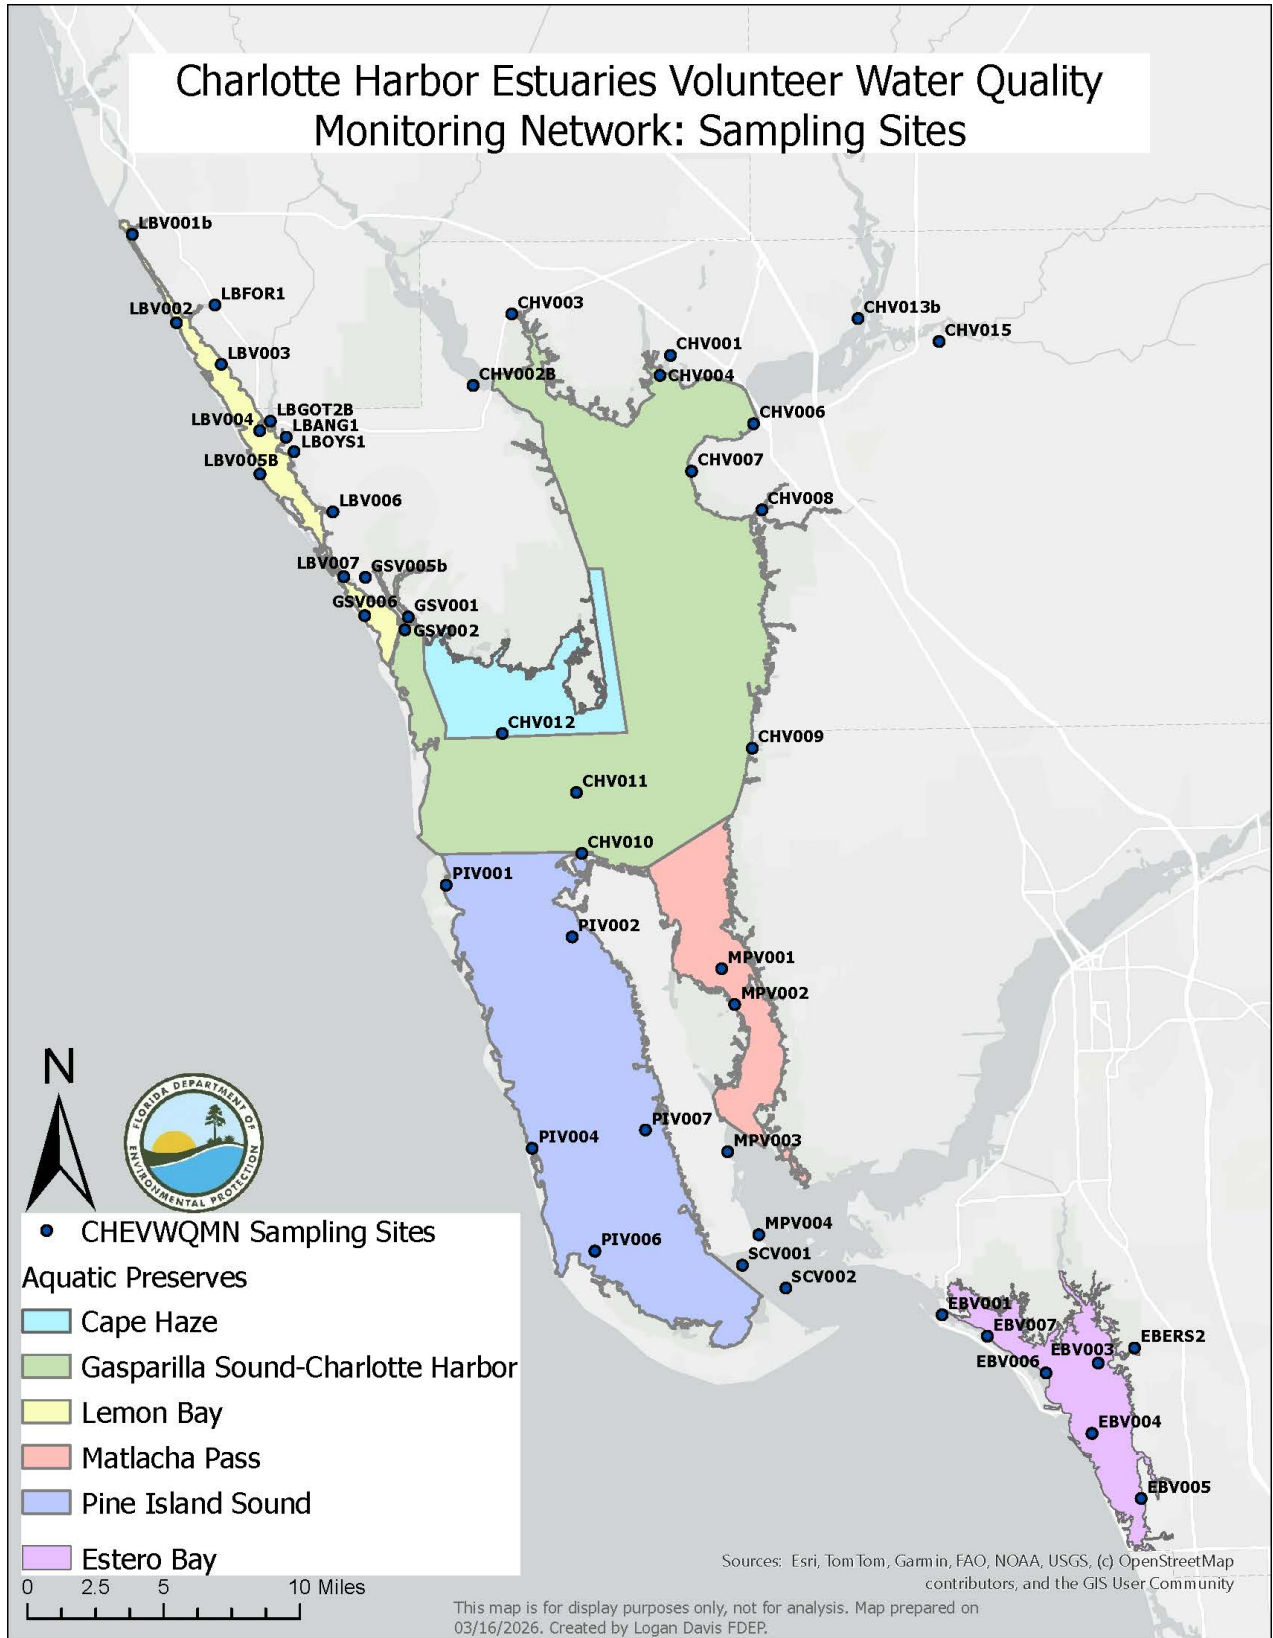 Charlotte Harbor Estuaries Volunteer Water Quality
Monitoring Network: Sampling Sites
LBV001b
LBFOR1
LBV002
LBV003
LBGOT2B
LBV004
LBANG1
LBOYS1
LBV005B
LBV006
LBV007
GSV005b
GSV006
GSV001
GSV002
CHV003
CHV013b
CHV015
CHV001
CHV002B
CHV004
CHV006
CHV007
CHV008
CHV012
CHV009
CHV011
CHV010
PIV001
PIV002
MPV001
MPV002
PIV007
PIV004
MPV003
MPV004
PIV006
SCV001
SCV002
EBV001
EBV007
EBERS2
EBV003
EBV006
EBV004
EBV005
N
FLORIDA DEPARTMENT OF
ENVIRONMENTAL PROTECTION
CHEVWQMN Sampling Sites
Aquatic Preserves
Cape Haze
Gasparilla Sound-Charlotte Harbor
Lemon Bay
Matlacha Pass
Pine Island Sound
Estero Bay
0 2.5 5 10 Miles
Sources: Esri, TomTom, Garmin, FAO, NOAA, USGS, (c) OpenStreetMap
contributors, and the GIS User Community
This map is for display purposes only, not for analysis. Map prepared on
03/16/2026. Created by Logan Davis FDEP.